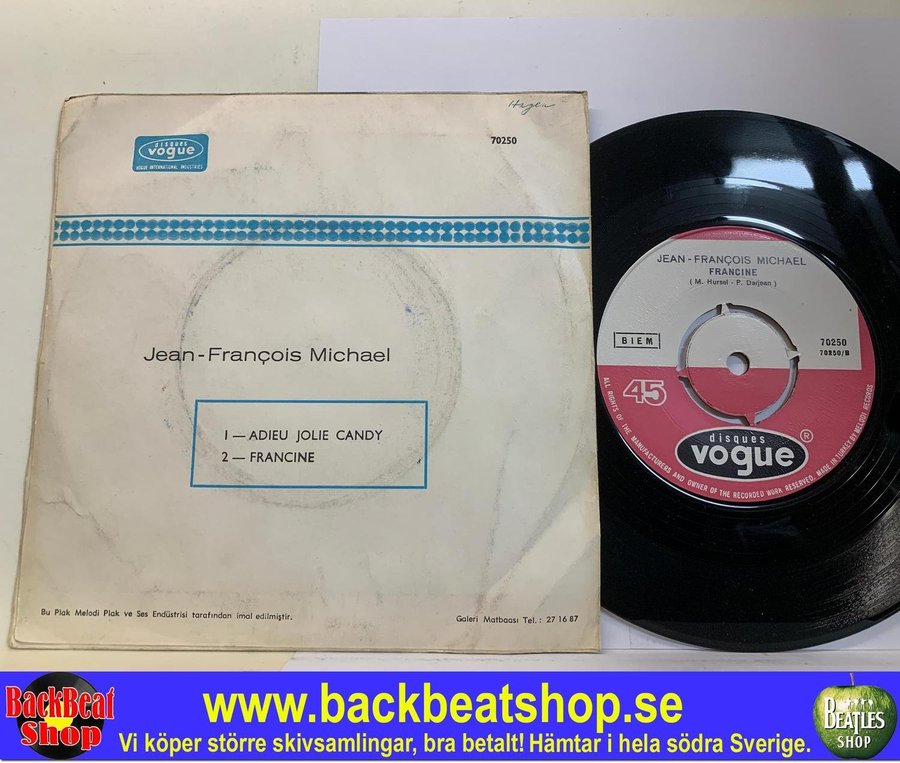 Hagen
70250
disques
vogue
VOGUE INTERNATIONAL INDUSTRIES
Jean-François Michael
1 — ADIEU JOLIE CANDY
2 — FRANCINE
Bu Plak Melodi Plak ve Ses Endüstrisi tarafından imal edilmiştir.
Galeri Matbaası Tel. : 27 16 87
JEAN-FRANÇOIS MICHAEL
FRANCINE
( M. Hursel - P. Darjean )
BIEM
70250
70250/B
45
disques
vogue ®
ALL RIGHTS OF THE MANUFACTURERS AND OWNER OF THE RECORDED WORK RESERVED. MADE IN TURKEY BY MELODI RECORDS
BackBeat
Shop
www.backbeatshop.se
Vi köper större skivsamlingar, bra betalt! Hämtar i hela södra Sverige.
BEATLES
SHOP